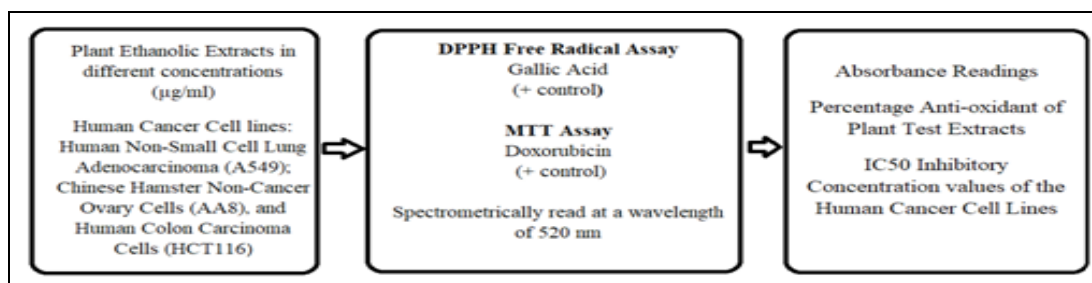 Plant Ethanolic Extracts in
different concentrations
(µg/ml)
Human Cancer Cell lines:
Human Non-Small Cell Lung
Adenocarcinoma (A549);
Chinese Hamster Non-Cancer
Ovary Cells (AA8), and
Human Colon Carcinoma
Cells (HCT116)
DPPH Free Radical Assay
Gallic Acid
(+ control)
MTT Assay
Doxorubicin
(+ control)
Spectrometrically read at a wavelength
of 520 nm
Absorbance Readings
Percentage Anti-oxidant of
Plant Test Extracts
IC50 Inhibitory
Concentration values of the
Human Cancer Cell Lines